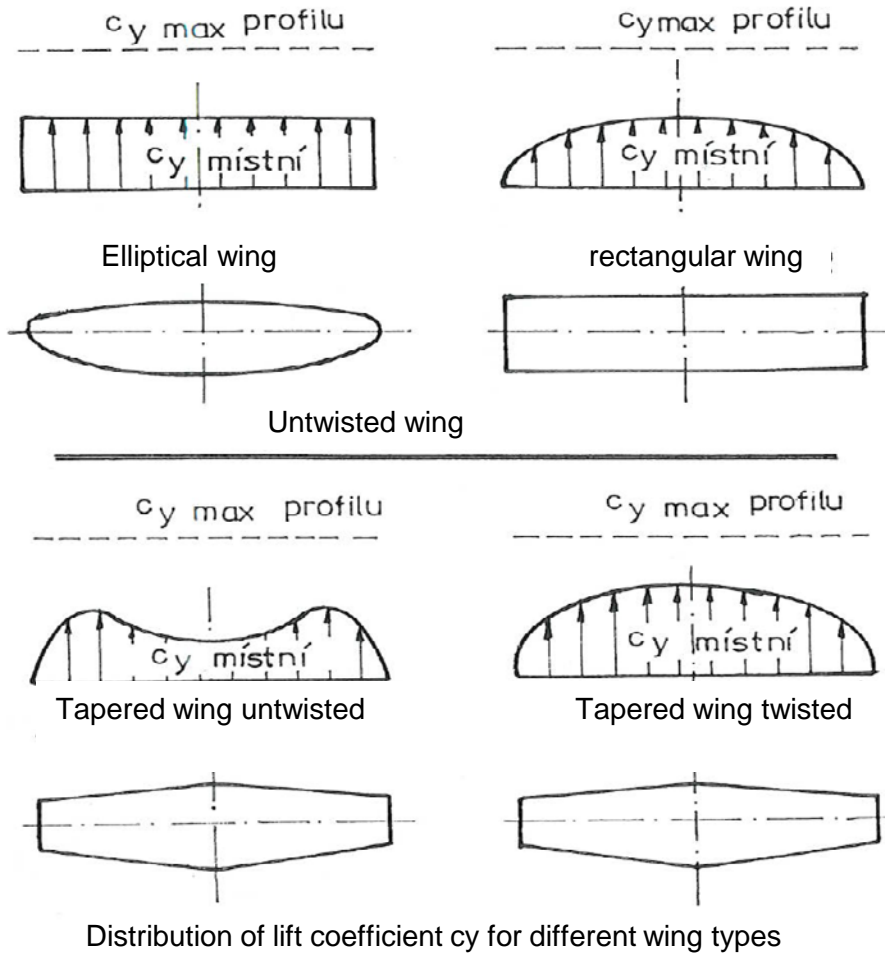 cy max profilu
cy max profilu
cy místní
cy místní
Elliptical wing
rectangular wing
Untwisted wing
cy max profilu
cy max profilu
cy místní
cy místní
Tapered wing untwisted
Tapered wing twisted
Distribution of lift coefficient cy for different wing types